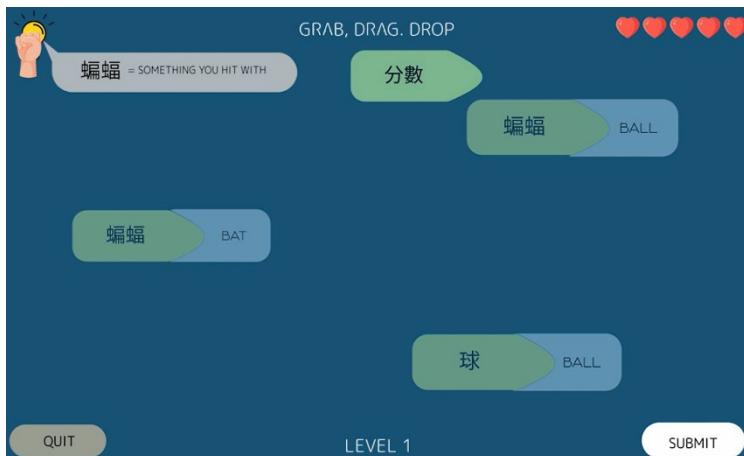 GRAB, DRAG. DROP
蝙蝠 = SOMETHING YOU HIT WITH
分數
蝙蝠 BALL
蝙蝠 BAT
球 BALL
QUIT
LEVEL 1
SUBMIT